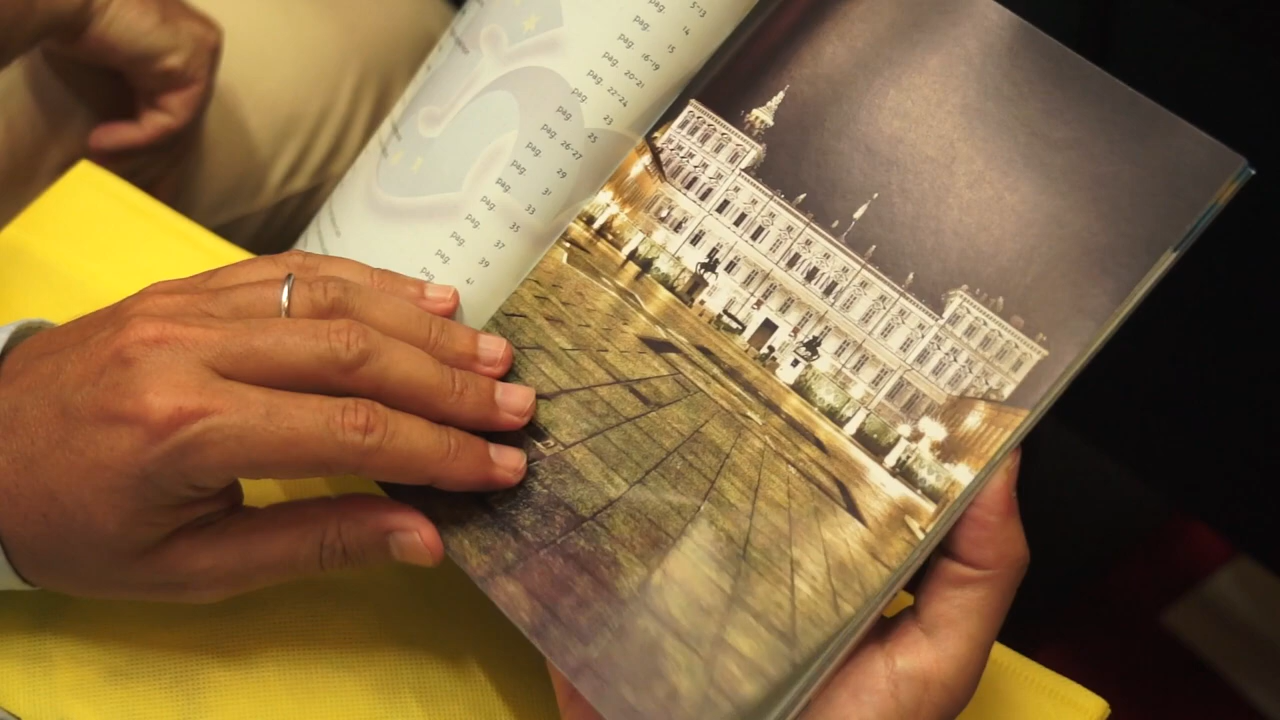 pag. 5-13
pag. 14
pag. 15
pag. 16-19
pag. 20-21
pag. 22-24
pag. 23
pag. 25
pag. 26-27
pag. 29
pag. 31
pag. 33
pag. 35
pag. 37
pag. 39
pag. 41